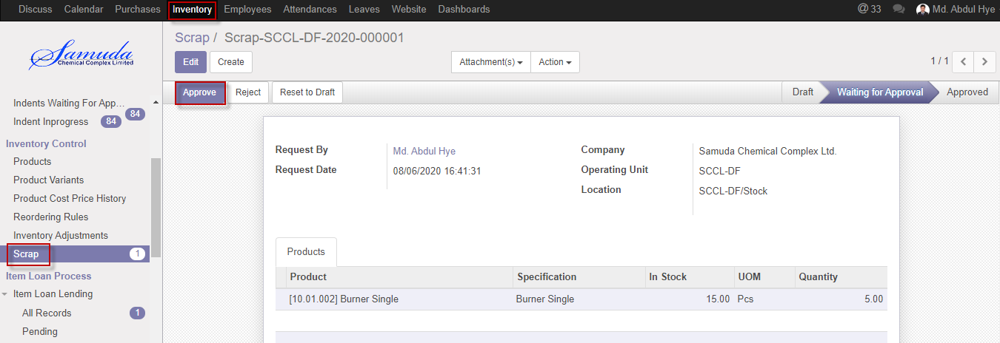 Discuss Calendar Purchases Inventory Employees Attendances Leaves Website Dashboards @ 33 Md. Abdul Hye
Samuda
Chemical Complex Limited
Scrap / Scrap-SCCL-DF-2020-000001
Edit Create Attachment(s) Action 1 / 1
Approve Reject Reset to Draft Draft Waiting for Approval Approved
Indents Waiting For App... 84
Indent Inprogress 84
Inventory Control
Products
Product Variants
Product Cost Price History
Reordering Rules
Inventory Adjustments
Scrap 1
Item Loan Process
Item Loan Lending
All Records 1
Pending
Request By Md. Abdul Hye Company Samuda Chemical Complex Ltd.
Request Date 08/06/2020 16:41:31 Operating Unit SCCL-DF
Location SCCL-DF/Stock
Products
Product Specification In Stock UOM Quantity
[10.01.002] Burner Single Burner Single 15.00 Pcs 5.00